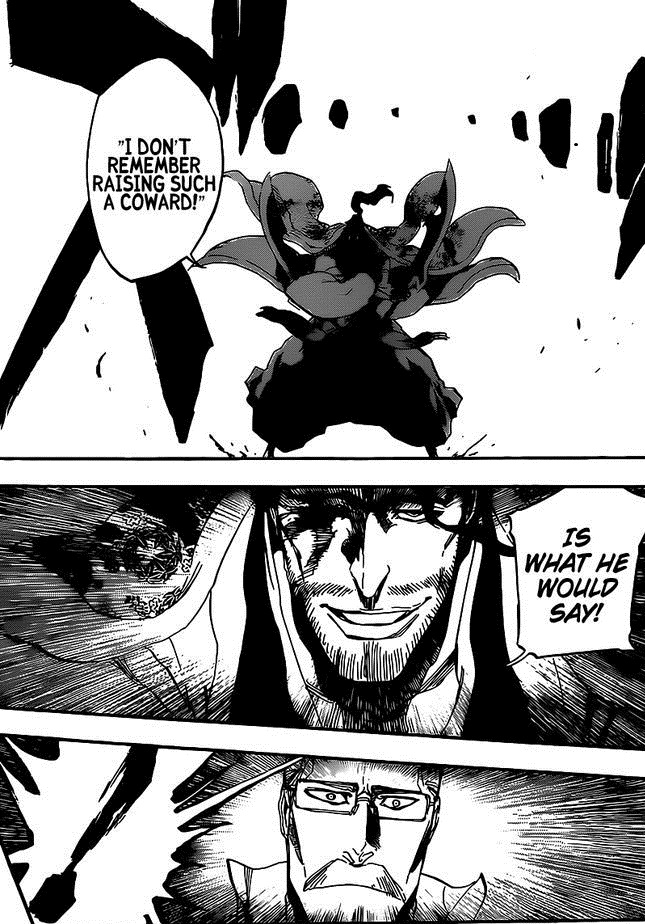 "I DON'T
REMEMBER
RAISING SUCH
A COWARD!"
IS
WHAT HE
WOULD
SAY!